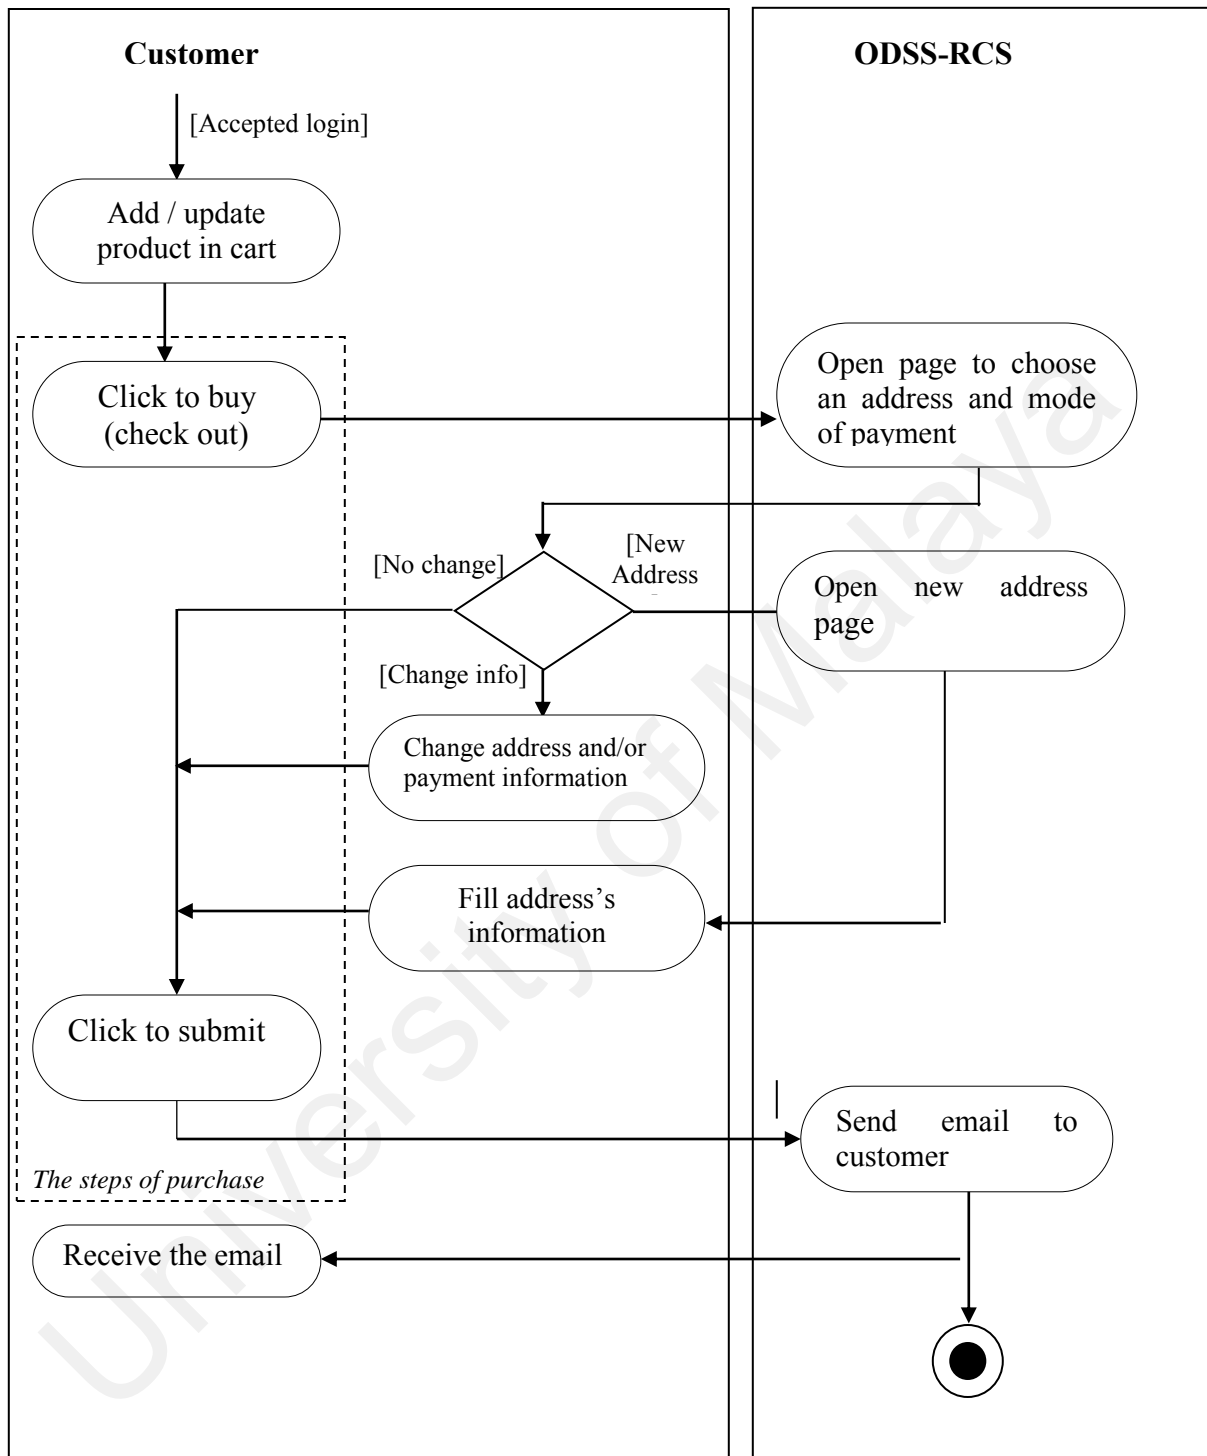 Customer
ODSS-RCS
[Accepted login]
Add / update
product in cart
Click to buy
(check out)
Open page to choose
an address and mode
of payment
[No change]
[New
Address
Open new address
page
[Change info]
Change address and/or
payment information
Fill address’s
information
Click to submit
Send email to
customer
The steps of purchase
Receive the email
University of Malaya